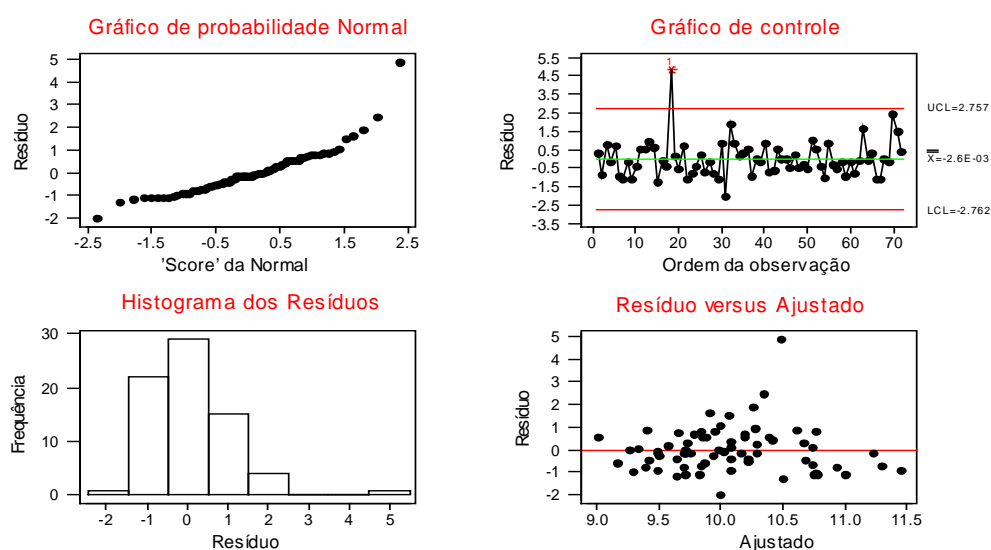 Gráfico de probabilidade Normal
5
4
3
2
1
0
-1
-2
Resíduo
-2.5 -1.5 -0.5 0.5 1.5 2.5
'Score' da Normal
Gráfico de controle
5.5
4.5
3.5
2.5
1.5
0.5
-0.5
-1.5
-2.5
-3.5
Resíduo
1
UCL=2.757
X=-2.6E-03
LCL=-2.762
0 10 20 30 40 50 60 70
Ordem da observação
Histograma dos Resíduos
30
20
10
0
Frequência
-2 -1 0 1 2 3 4 5
Resíduo
Resíduo versus Ajustado
5
4
3
2
1
0
-1
-2
Resíduo
9.0 9.5 10.0 10.5 11.0 11.5
Ajustado